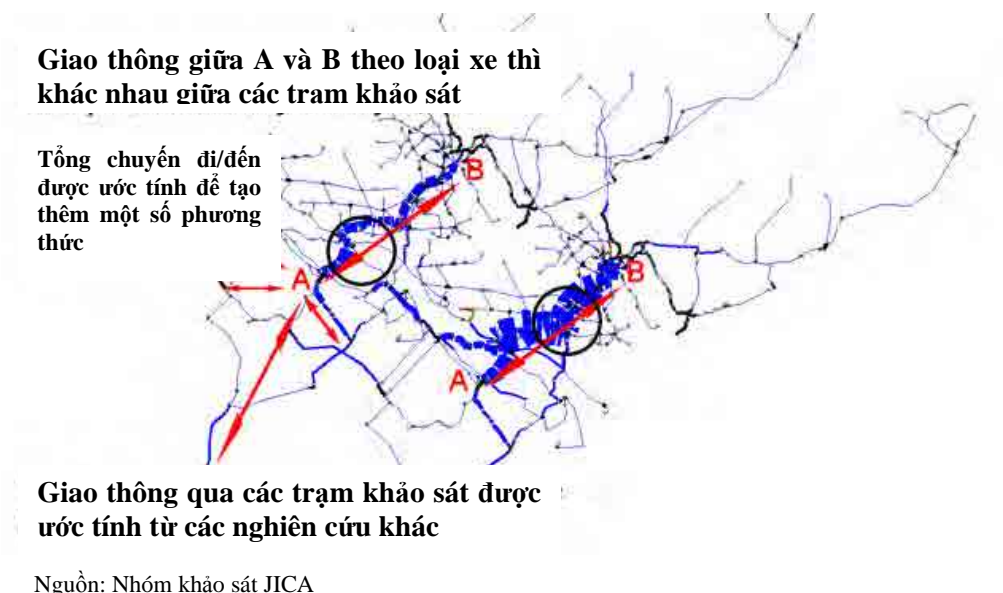 Giao thông giữa A và B theo loại xe thì
khác nhau giữa các trạm khảo sát
Tổng chuyến đi/đến
được ước tính để tạo
thêm một số phương
thức
B
A
B
A
Giao thông qua các trạm khảo sát được
ước tính từ các nghiên cứu khác
Nguồn: Nhóm khảo sát JICA